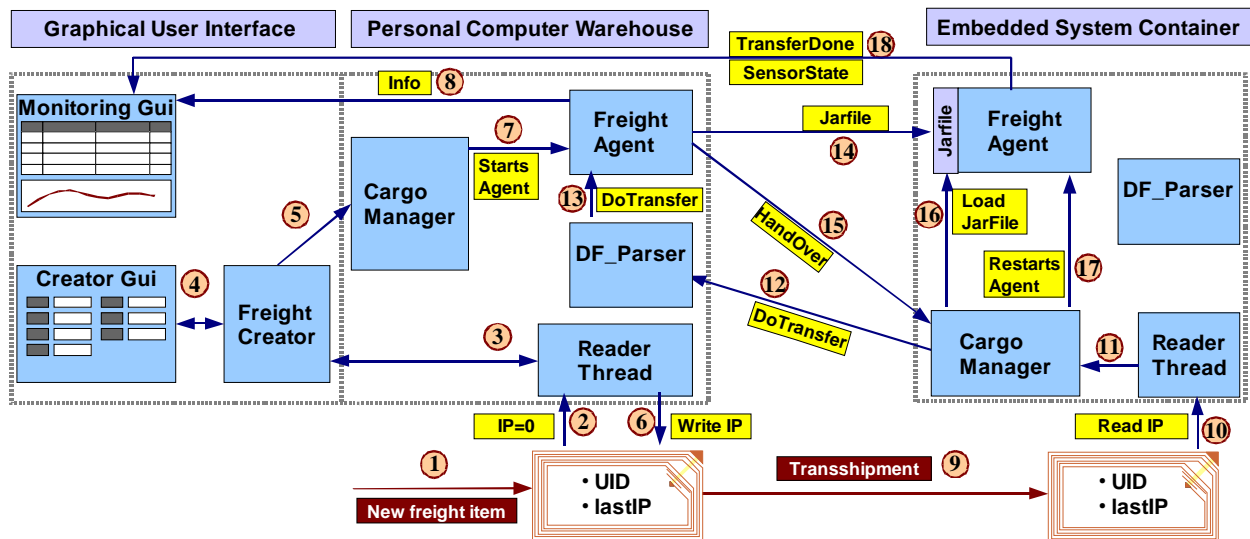 Graphical User Interface
Personal Computer Warehouse
Embedded System Container
TransferDone
18
SensorState
Info
8
Monitoring Gui
Freight
Agent
Jarfile
14
Jarfile
Freight
Agent
7
Starts
Agent
Cargo
Manager
5
13
DoTransfer
15
HandOver
16
Load
JarFile
DF_Parser
DF_Parser
Restarts
Agent
17
Creator Gui
4
Freight
Creator
12
DoTransfer
3
Reader
Thread
Cargo
Manager
11
Reader
Thread
IP=0
2
6
Write IP
Read IP
10
1
New freight item
• UID
• lastIP
Transshipment
9
• UID
• lastIP